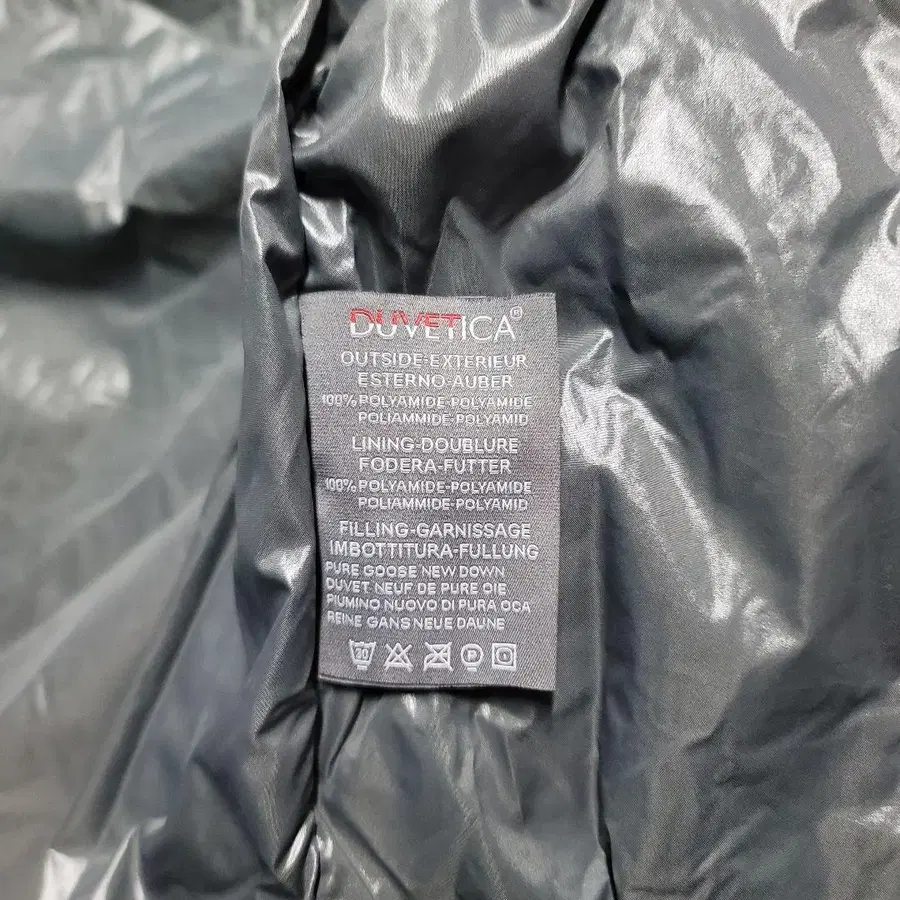 DUVETICA®
OUTSIDE-EXTERIEUR
ESTERNO-AUBER
100% POLYAMIDE-POLYAMIDE
POLIAMMIDE-POLYAMID
LINING-DOUBLURE
FODERA-FUTTER
100% POLYAMIDE-POLYAMIDE
POLIAMMIDE-POLYAMID
FILLING-GARNISSAGE
IMBOTTITURA-FULLUNG
PURE GOOSE NEW DOWN
DUVET NEUF DE PURE OIE
PIUMINO NUOVO DI PURA OCA
REINE GANS NEUE DAUNE